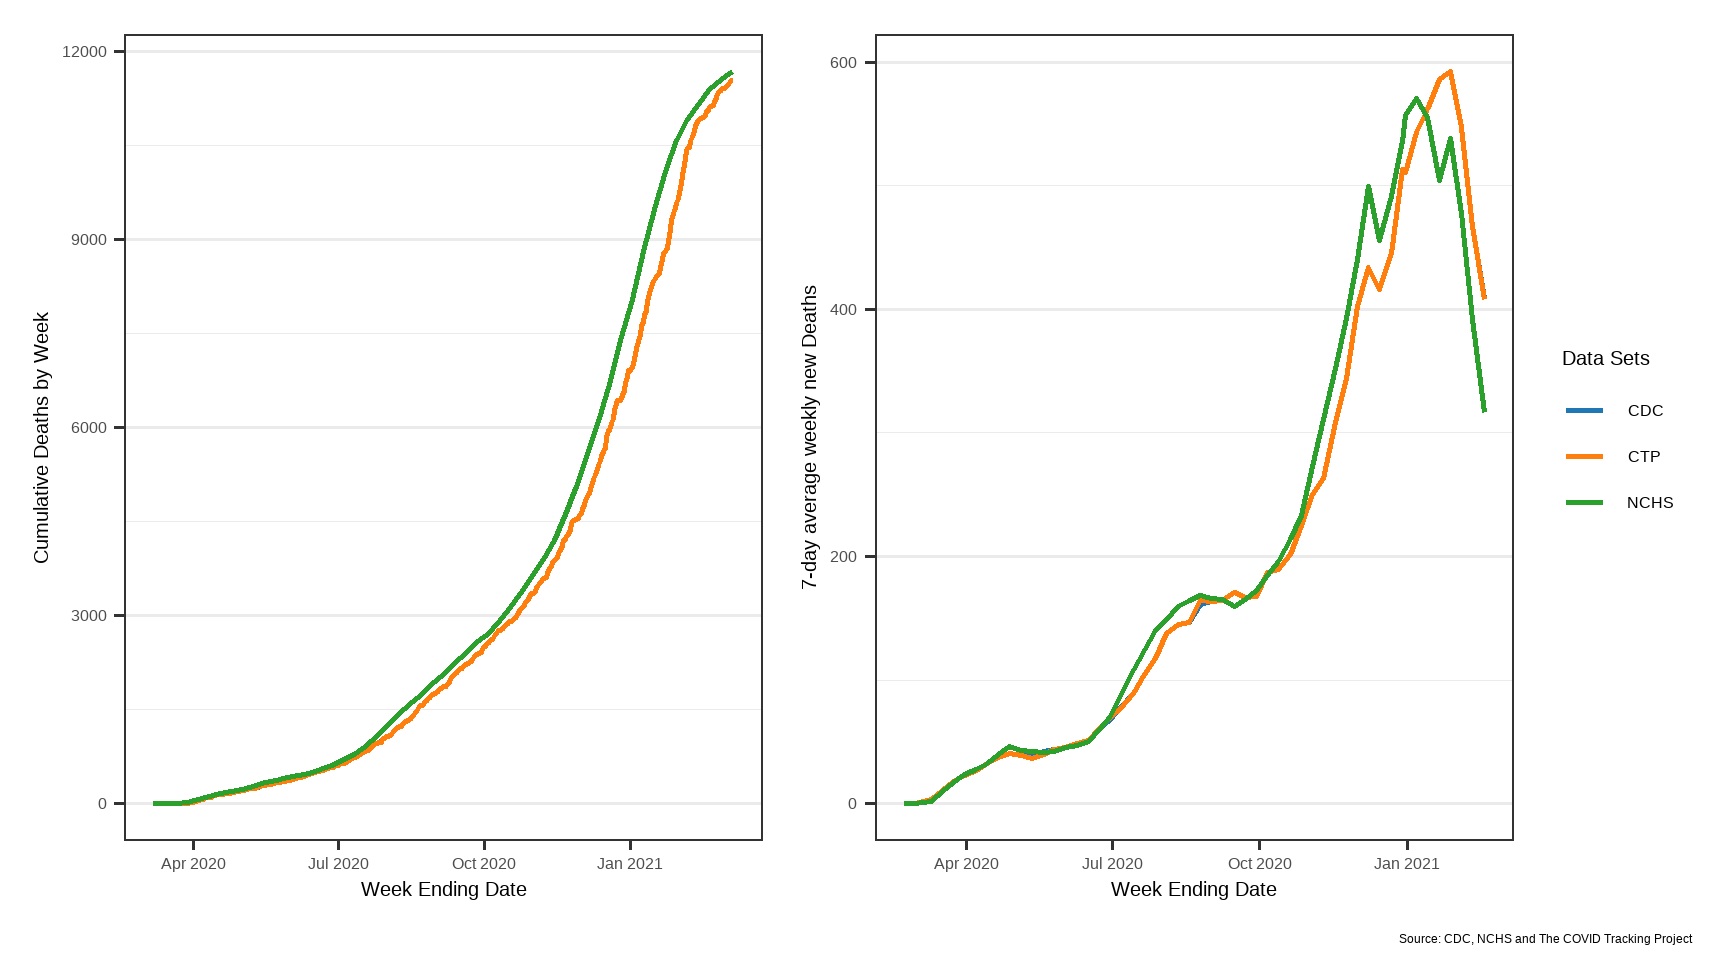 12000
9000
6000
3000
0
Cumulative Deaths by Week
Apr 2020
Jul 2020
Oct 2020
Jan 2021
Week Ending Date
600
400
200
0
7-day average weekly new Deaths
Apr 2020
Jul 2020
Oct 2020
Jan 2021
Week Ending Date
Data Sets
CDC
CTP
NCHS
Source: CDC, NCHS and The COVID Tracking Project